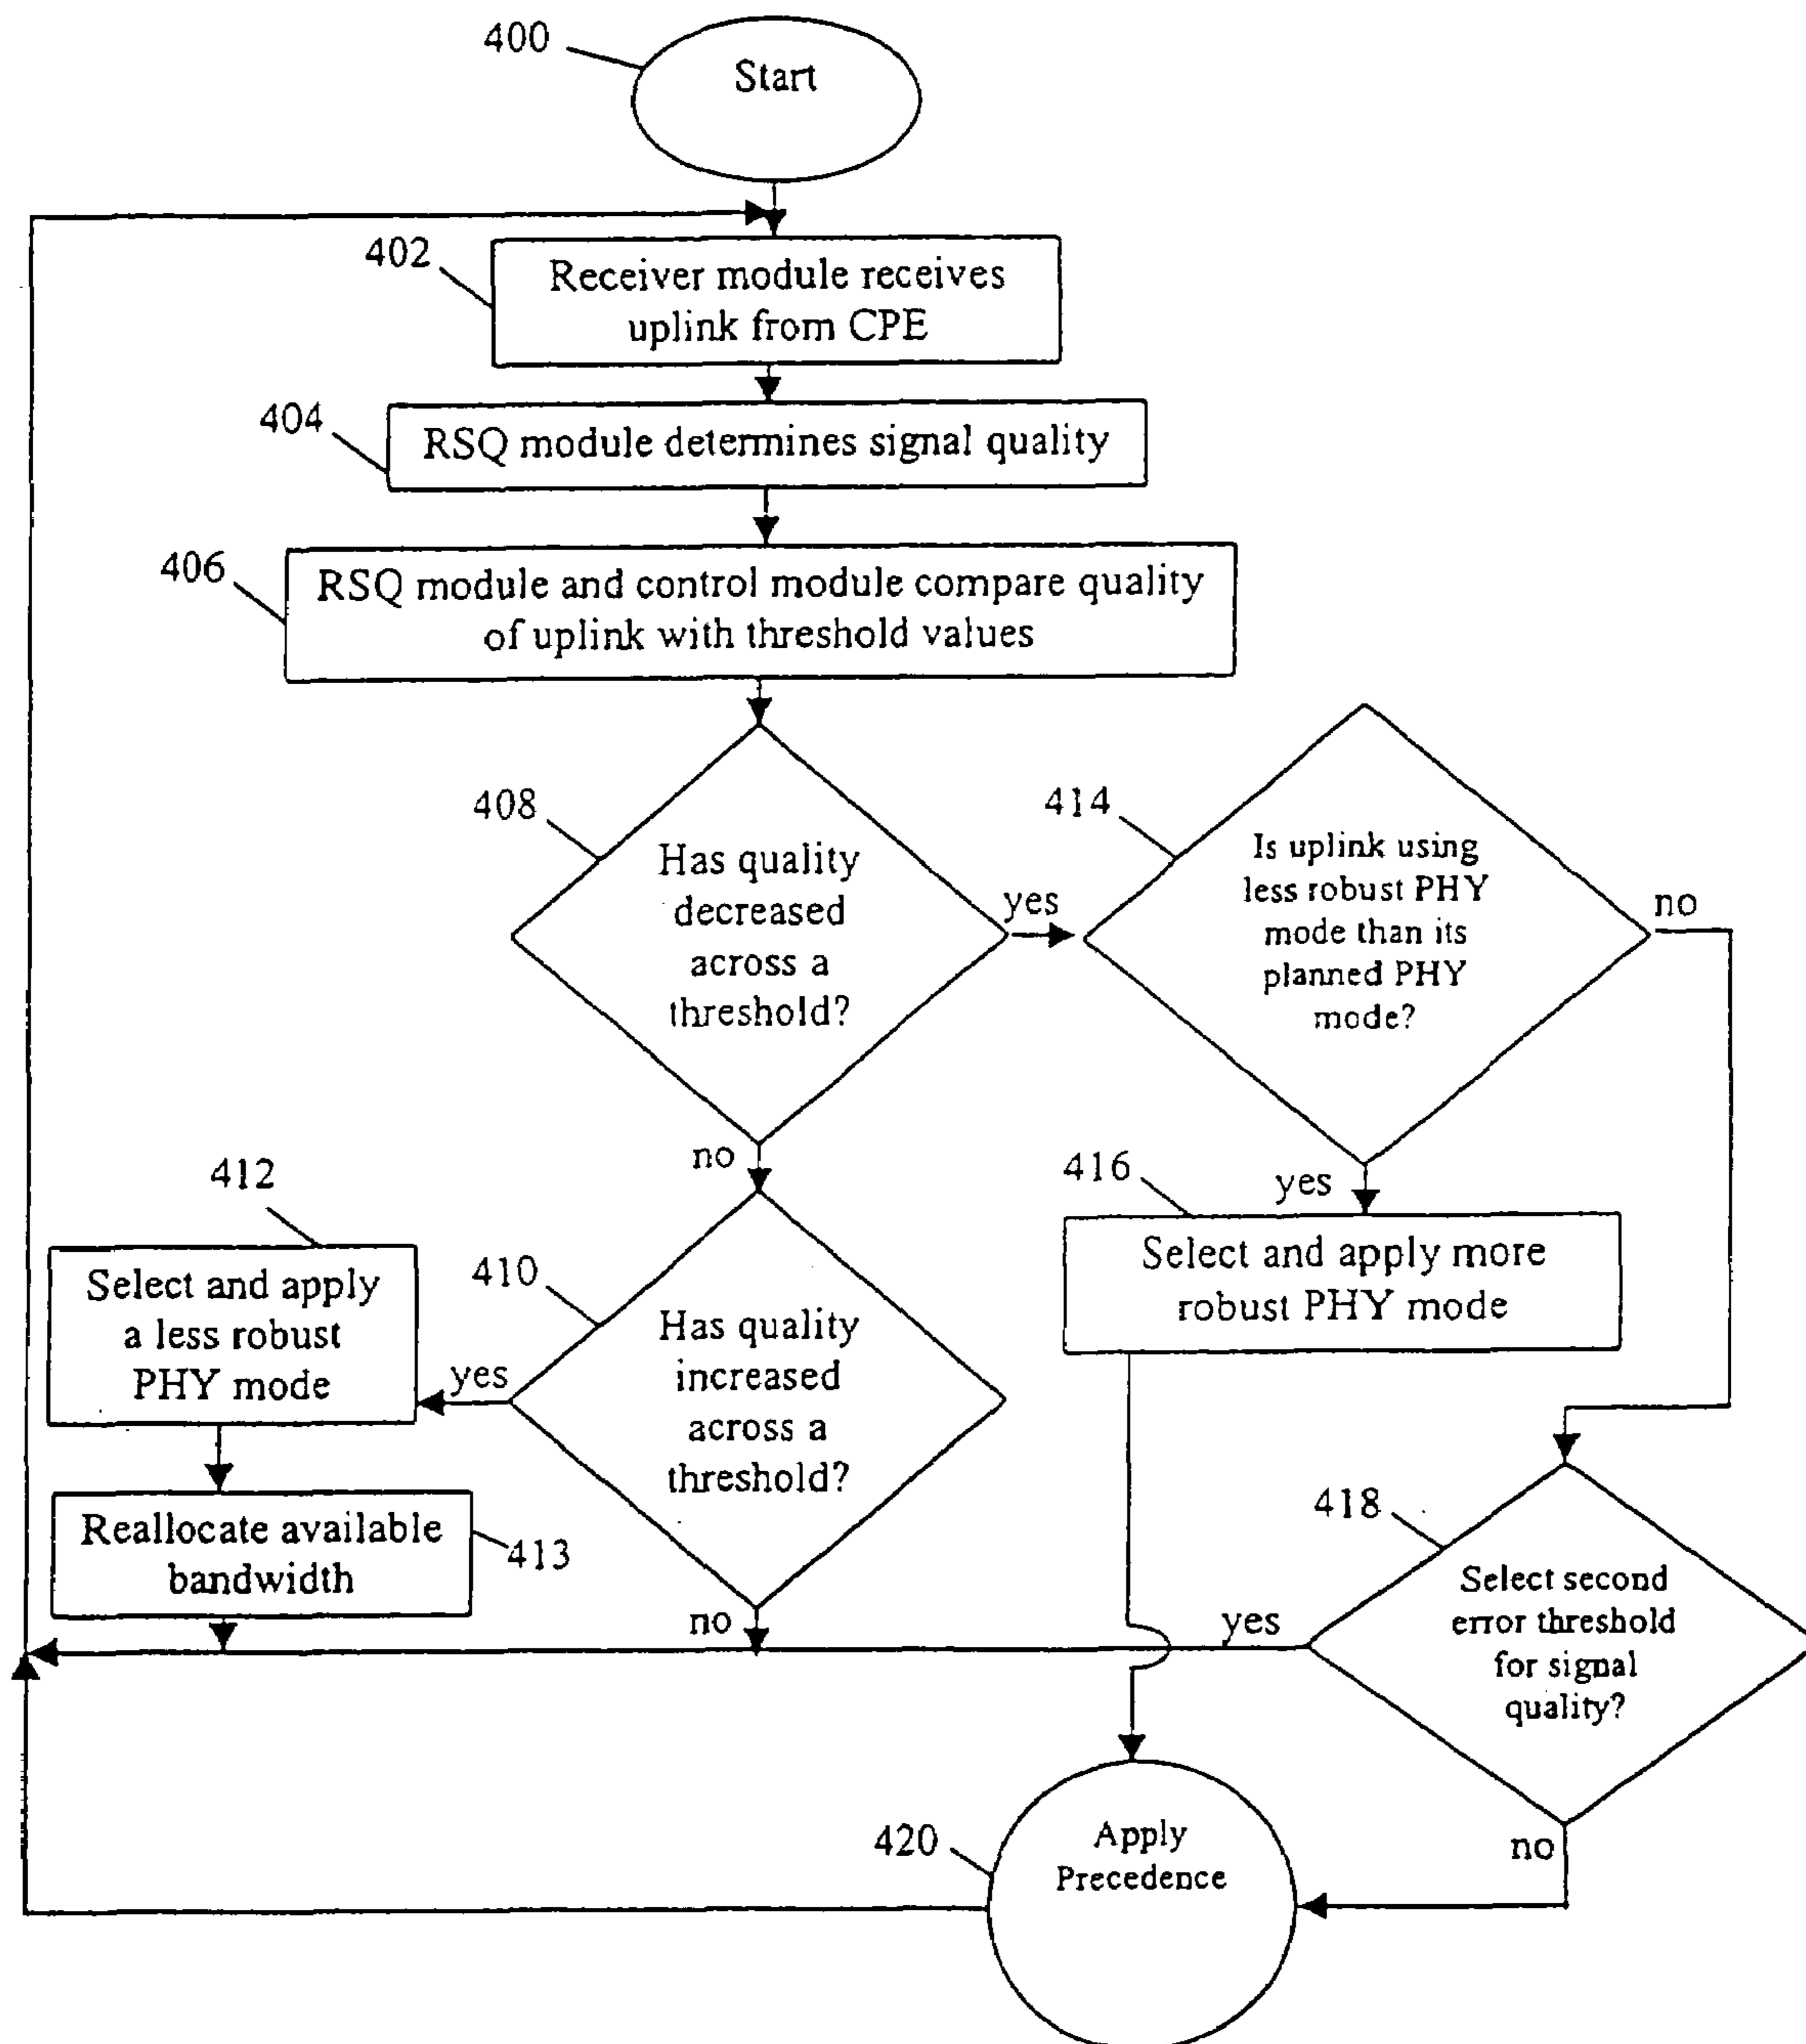 400
Start
402
Receiver module receives
uplink from CPE
404
RSQ module determines signal quality
406
RSQ module and control module compare quality
of uplink with threshold values
408
Has quality
decreased
across a
threshold?
yes
no
414
Is uplink using
less robust PHY
mode than its
planned PHY
mode?
no
yes
412
Select and apply
a less robust
PHY mode
410
Has quality
increased
across a
threshold?
yes
no
416
Select and apply more
robust PHY mode
Reallocate available
bandwidth
413
418
Select second
error threshold
for signal
quality?
yes
no
420
Apply
Precedence